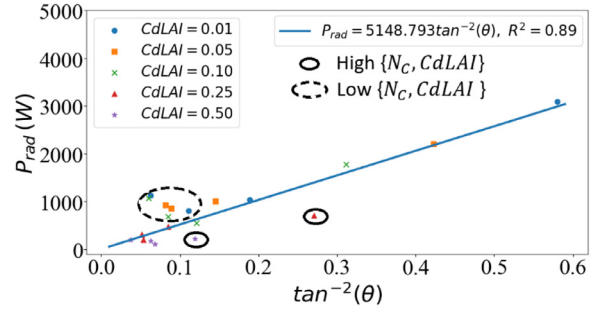 5000
4000
3000
2000
1000
0
P_rad (W)
CdLAI = 0.01
CdLAI = 0.05
CdLAI = 0.10
CdLAI = 0.25
CdLAI = 0.50
P_rad = 5148.793tan⁻²(θ), R² = 0.89
High {N_C, CdLAI}
Low {N_C, CdLAI }
0.0 0.1 0.2 0.3 0.4 0.5 0.6
tan⁻²(θ)